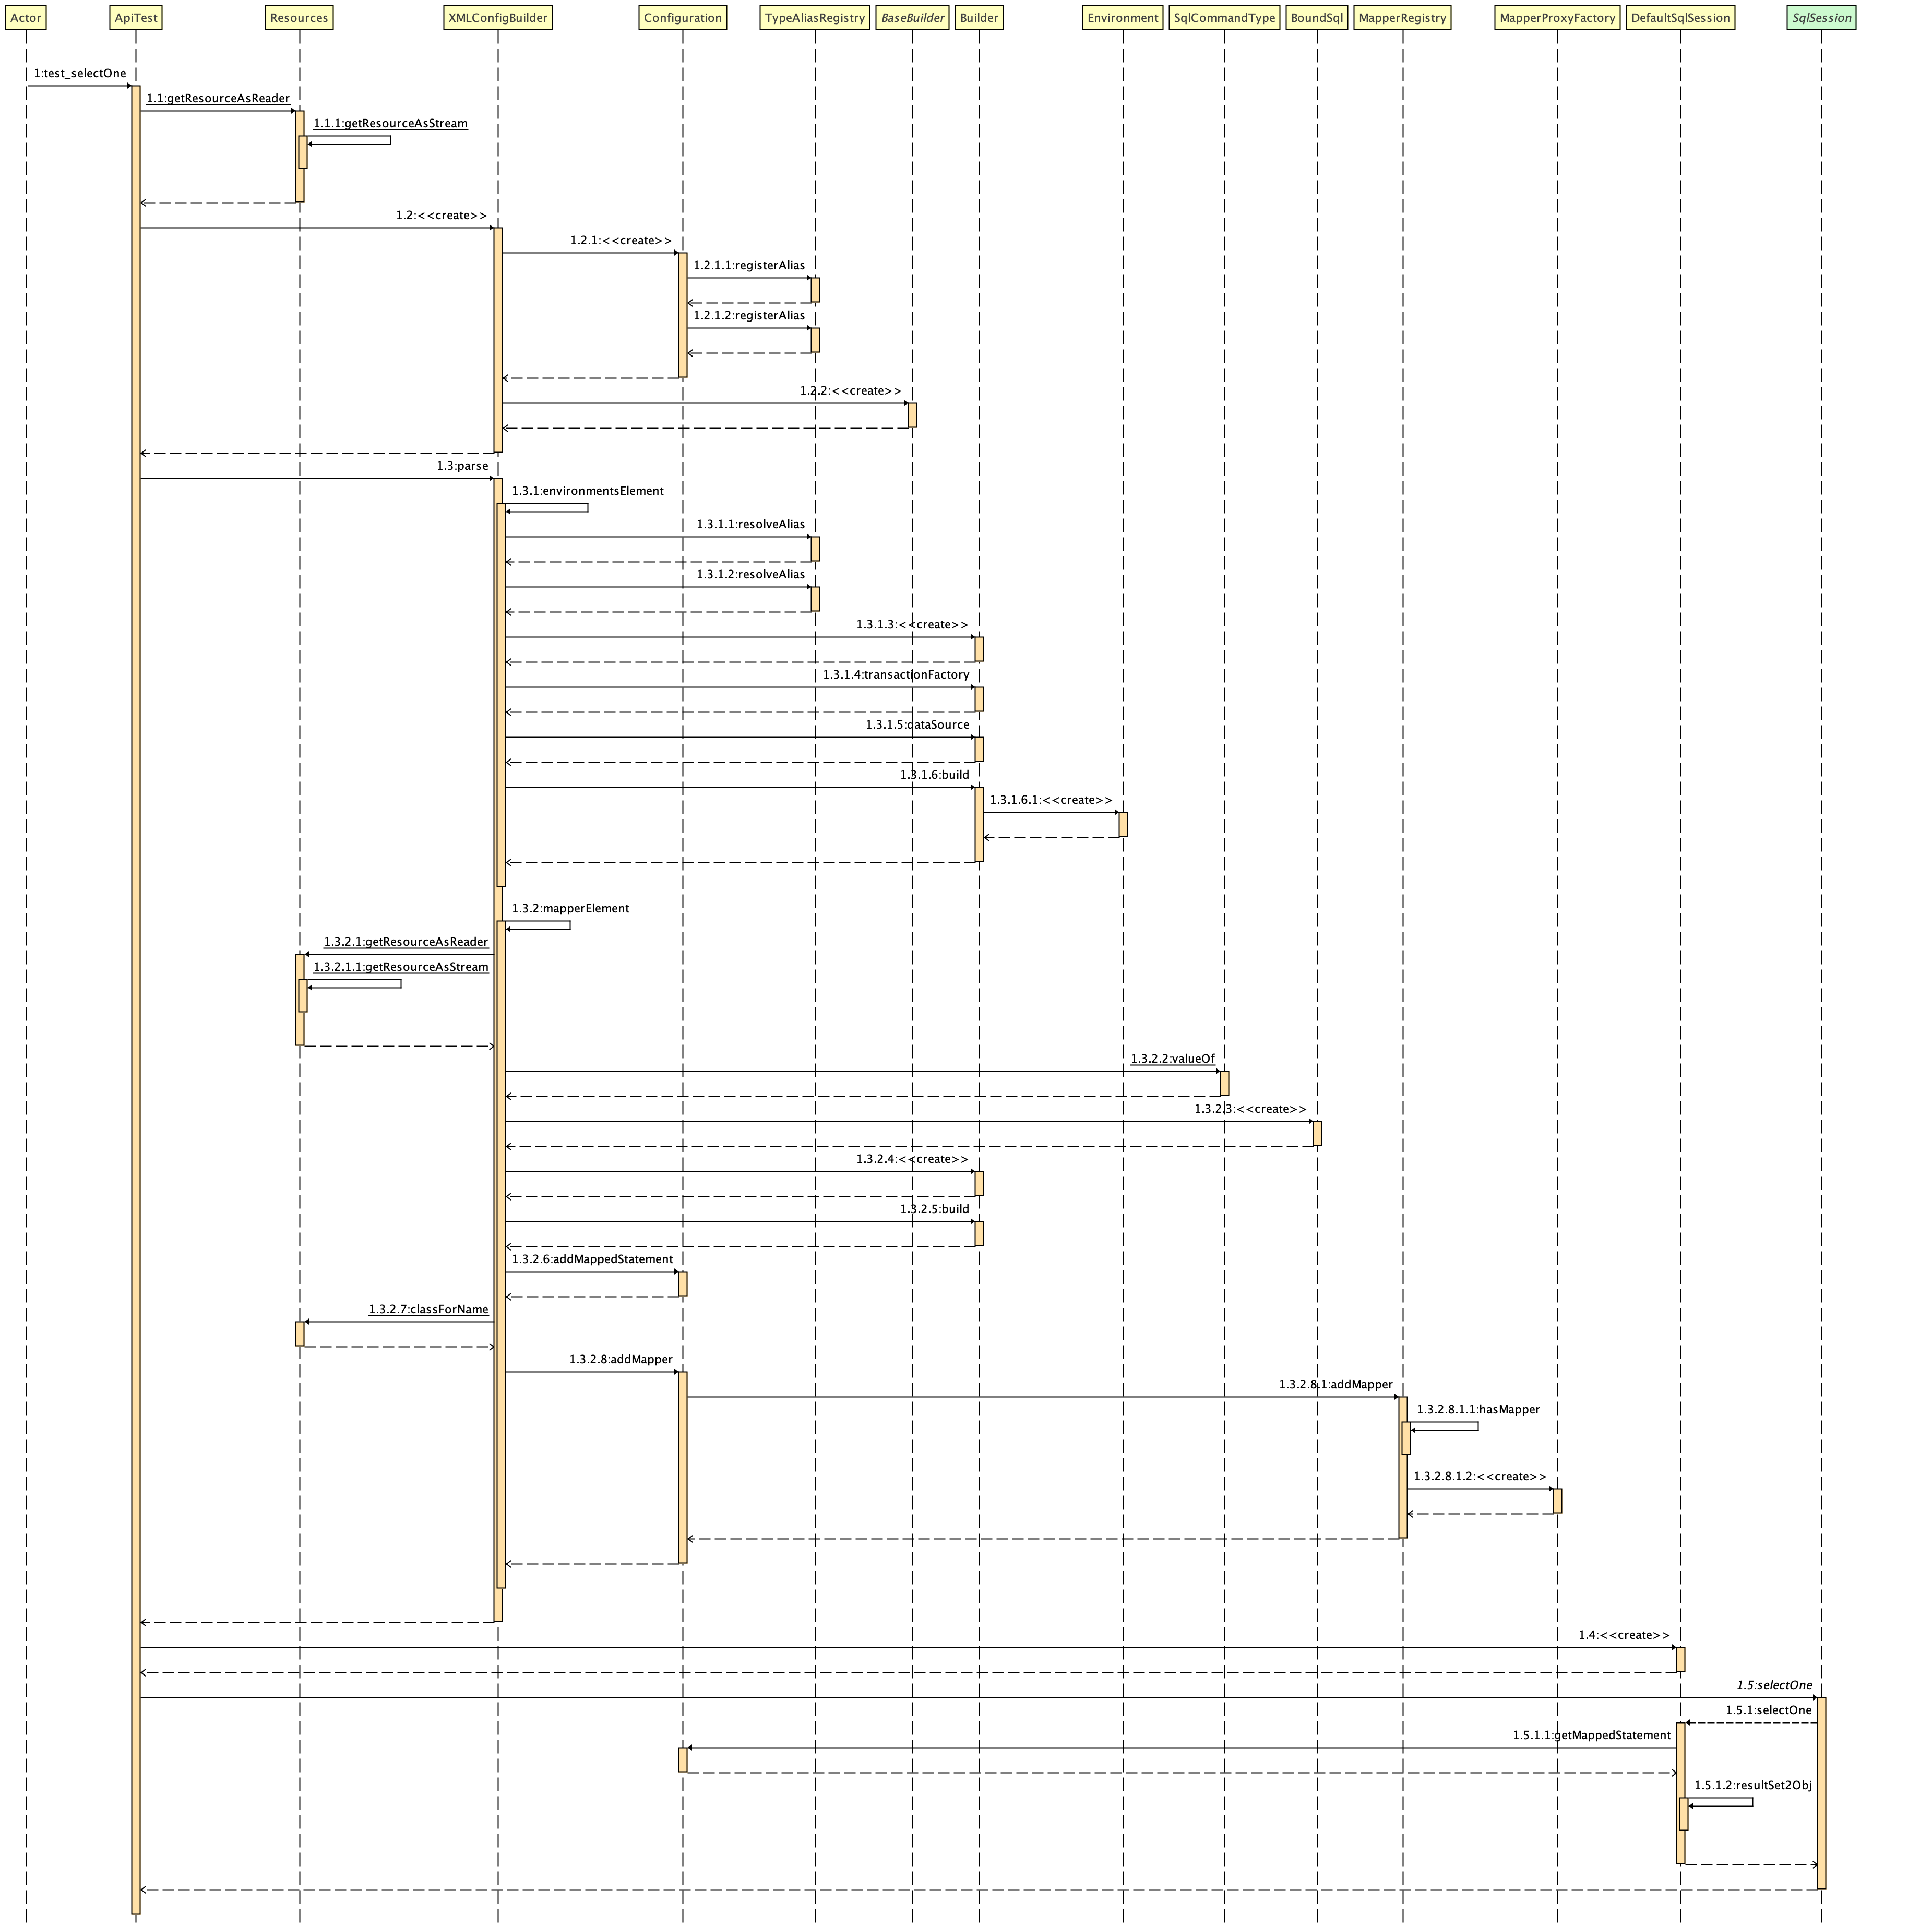 Actor
ApiTest
Resources
XMLConfigBuilder
Configuration
TypeAliasRegistry
BaseBuilder
Builder
Environment
SqlCommandType
BoundSql
MapperRegistry
MapperProxyFactory
DefaultSqlSession
SqlSession
1:test_selectOne
1.1:getResourceAsReader
1.1.1:getResourceAsStream
1.2:<<create>>
1.2.1:<<create>>
1.2.1.1:registerAlias
1.2.1.2:registerAlias
1.2.2:<<create>>
1.3:parse
1.3.1:environmentsElement
1.3.1.1:resolveAlias
1.3.1.2:resolveAlias
1.3.1.3:<<create>>
1.3.1.4:transactionFactory
1.3.1.5:dataSource
1.3.1.6:build
1.3.1.6.1:<<create>>
1.3.2:mapperElement
1.3.2.1:getResourceAsReader
1.3.2.1.1:getResourceAsStream
1.3.2.2:valueOf
1.3.2.3:<<create>>
1.3.2.4:<<create>>
1.3.2.5:build
1.3.2.6:addMappedStatement
1.3.2.7:classForName
1.3.2.8:addMapper
1.3.2.8.1:addMapper
1.3.2.8.1.1:hasMapper
1.3.2.8.1.2:<<create>>
1.4:<<create>>
1.5:selectOne
1.5.1:selectOne
1.5.1.1:getMappedStatement
1.5.1.2:resultSet2Obj